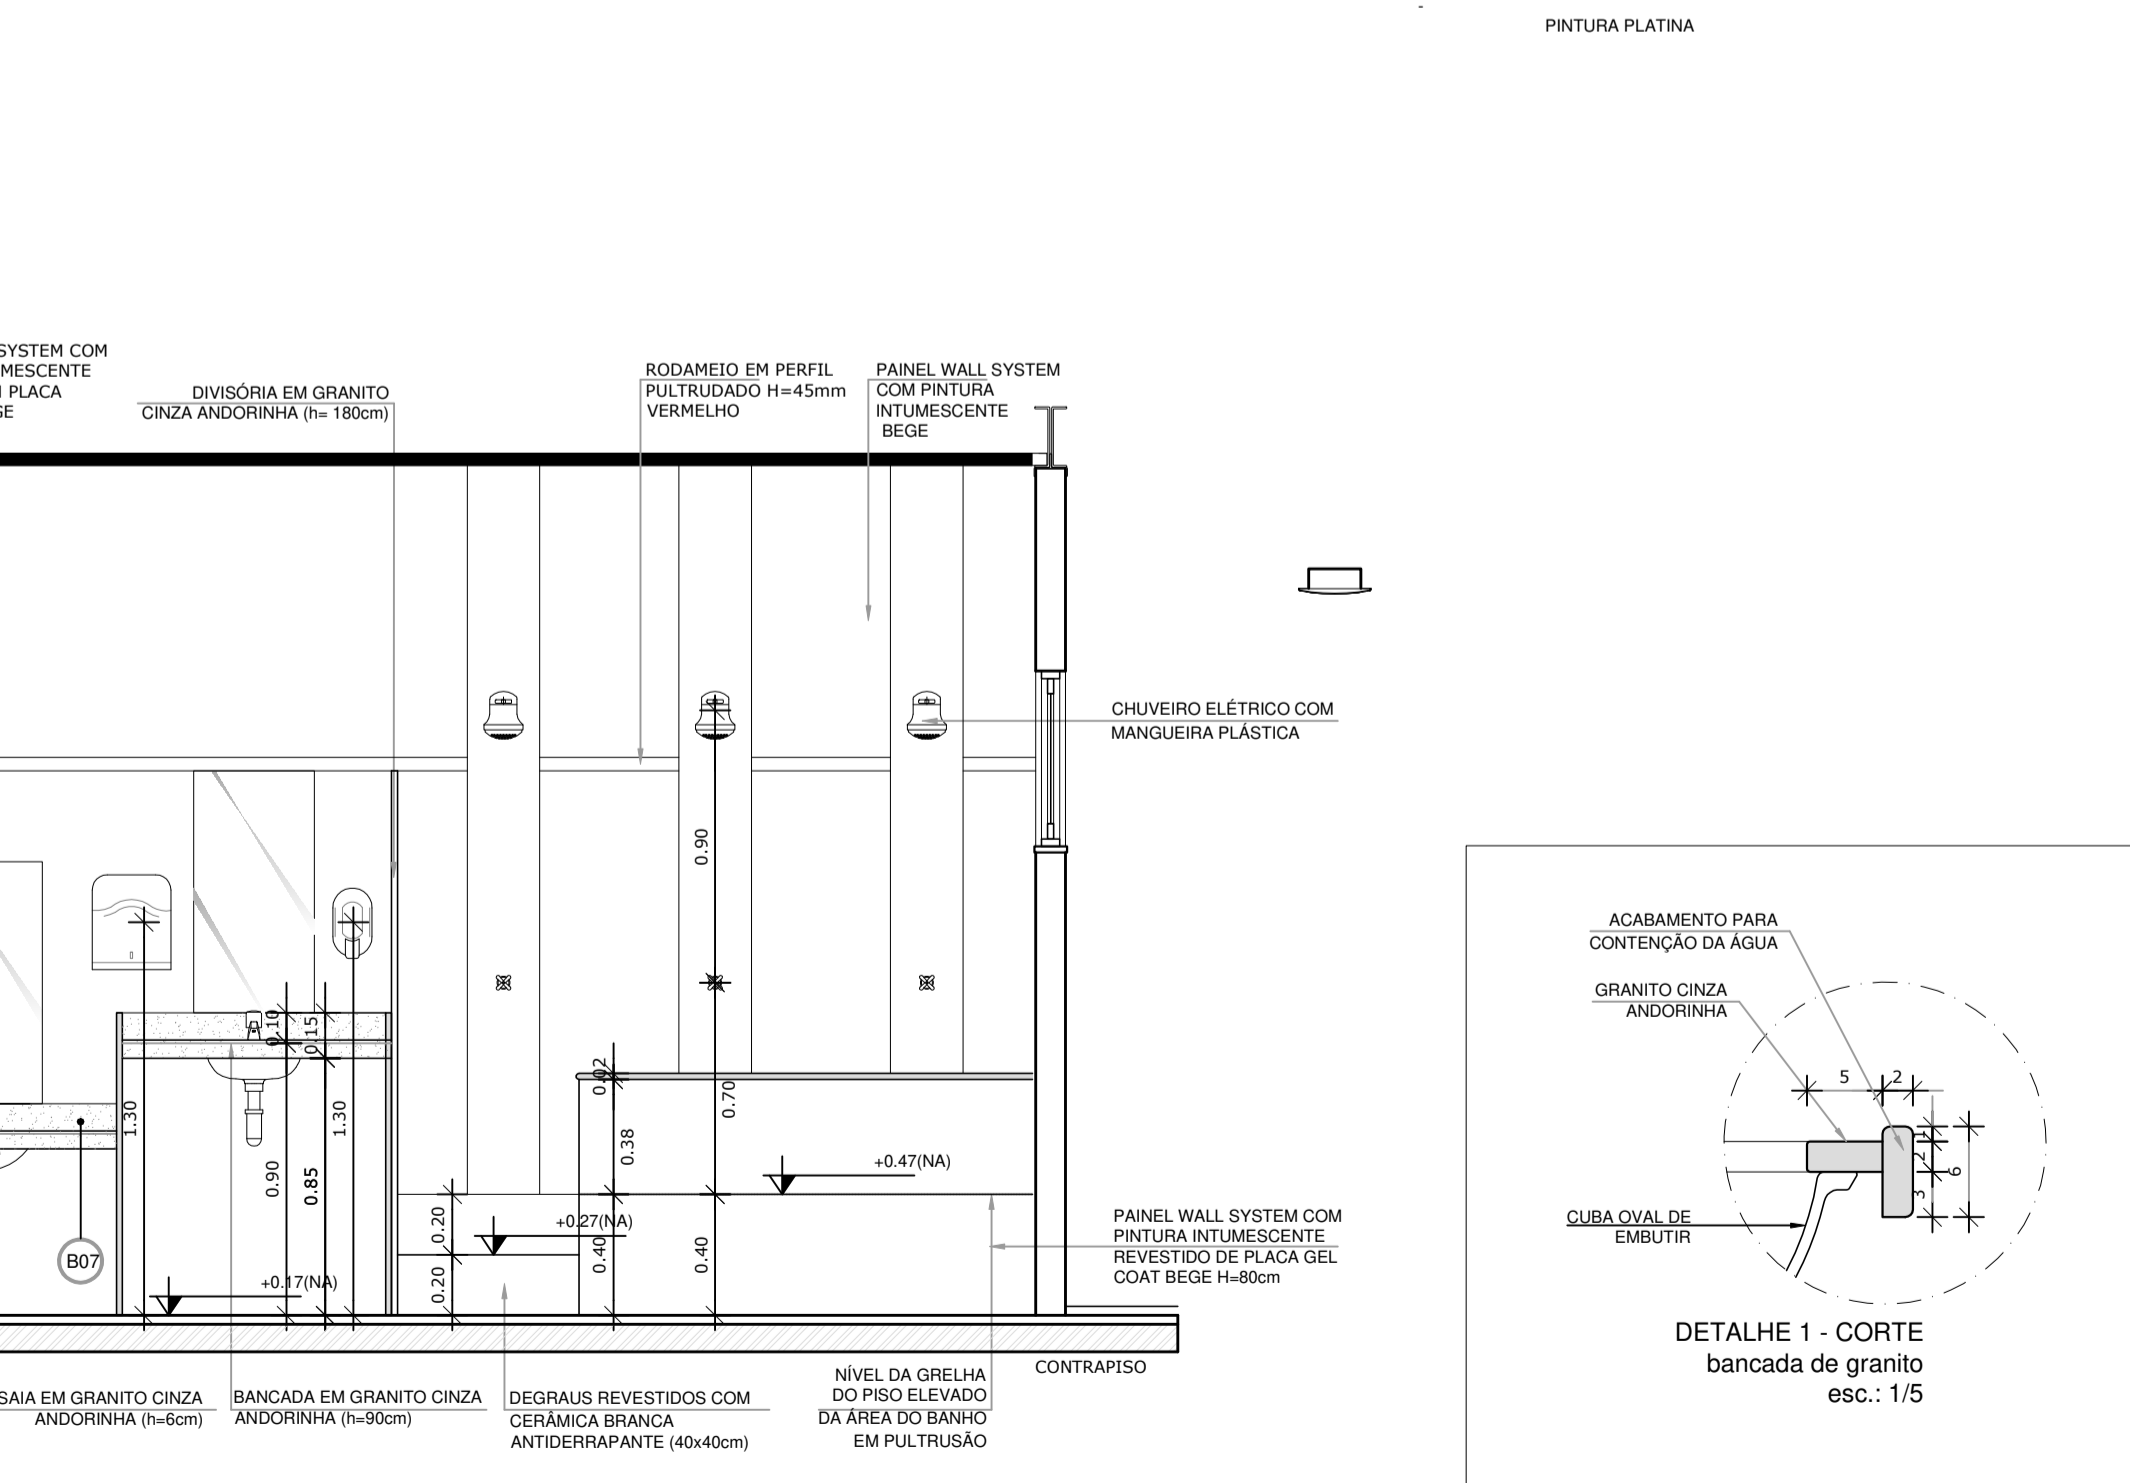 -
PINTURA PLATINA
SYSTEM COM
MESCENTE
PLACA
GE
DIVISÓRIA EM GRANITO
CINZA ANDORINHA (h= 180cm)
RODAMEIO EM PERFIL
PULTRUDADO H=45mm
VERMELHO
PAINEL WALL SYSTEM
COM PINTURA
INTUMESCENTE
BEGE
CHUVEIRO ELÉTRICO COM
MANGUEIRA PLÁSTICA
0.90
0.10
0.15
1.30
1.30
0.90
0.85
0.02
0.70
0.38
+0.47(NA)
0.20
+0.27(NA)
0.40
0.40
0.20
+0.17(NA)
B07
PAINEL WALL SYSTEM COM
PINTURA INTUMESCENTE
REVESTIDO DE PLACA GEL
COAT BEGE H=80cm
CONTRAPISO
SAIA EM GRANITO CINZA
ANDORINHA (h=6cm)
BANCADA EM GRANITO CINZA
ANDORINHA (h=90cm)
DEGRAUS REVESTIDOS COM
CERÂMICA BRANCA
ANTIDERRAPANTE (40x40cm)
NÍVEL DA GRELHA
DO PISO ELEVADO
DA ÁREA DO BANHO
EM PULTRUSÃO
ACABAMENTO PARA
CONTENÇÃO DA ÁGUA
GRANITO CINZA
ANDORINHA
5
2
1
2
6
3
CUBA OVAL DE
EMBUTIR
DETALHE 1 - CORTE
bancada de granito
esc.: 1/5